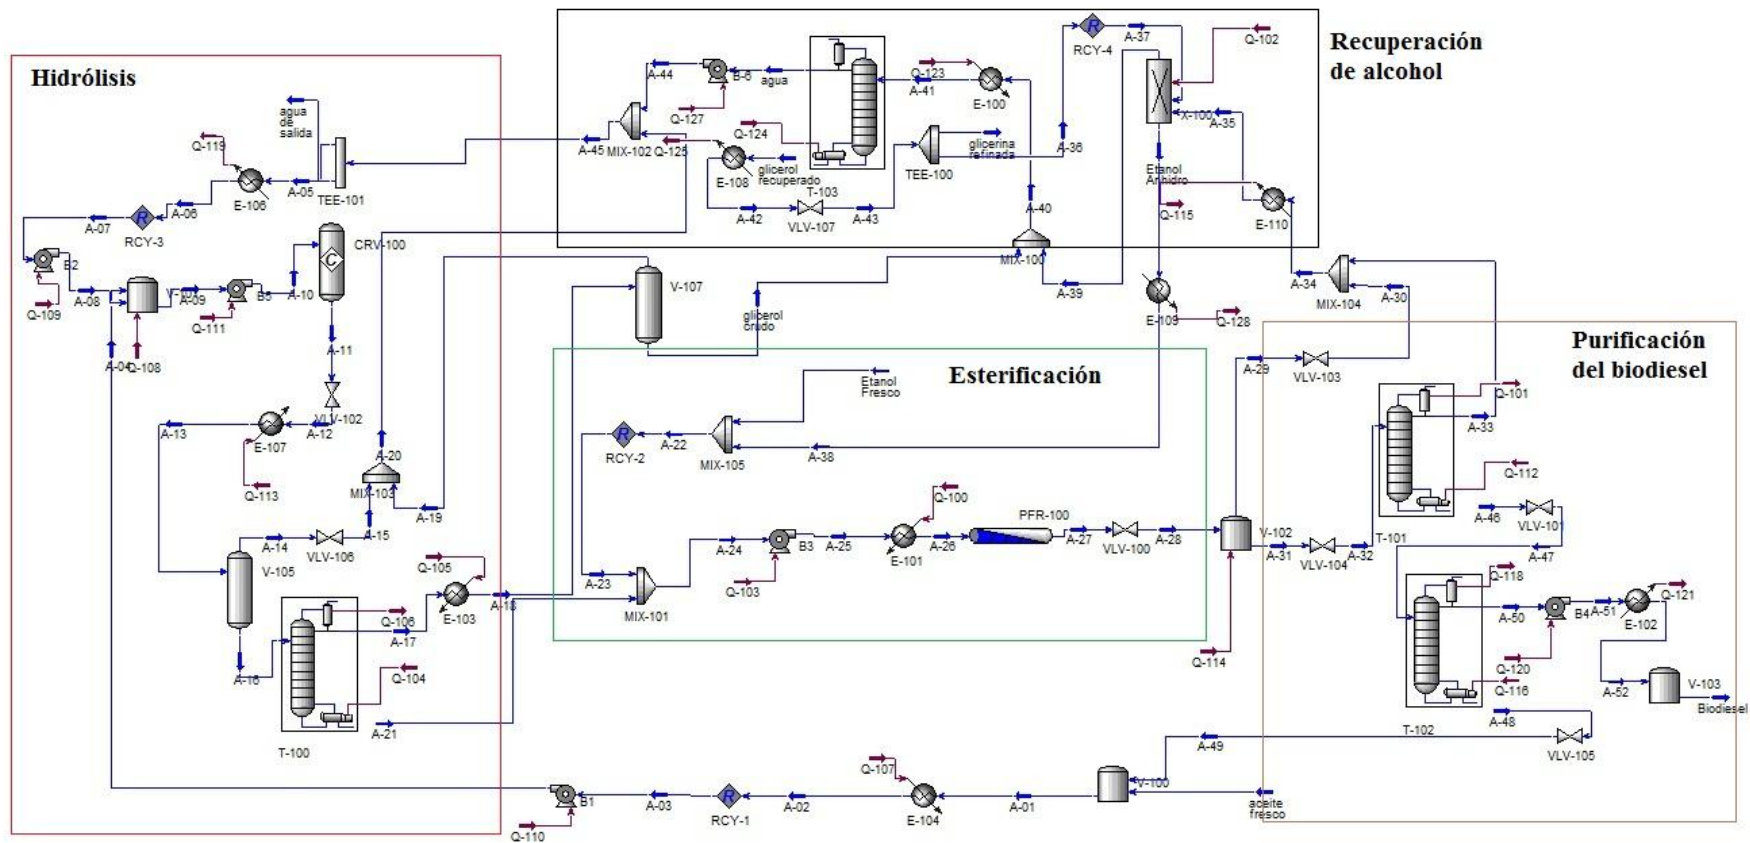 Hidrólisis
Recuperación
de alcohol
Esterificación
Purificación
del biodiesel
agua
de
salida
Q-119
A-05
TEE-101
E-106
A-06
A-07
RCY-3
B2
A-08
Q-109
A-09
B5
A-10
Q-111
CRV-100
A-04
Q-108
A-11
VLV-102
A-12
E-107
A-13
Q-113
A-20
MIX-103
A-19
A-15
A-14
VLV-106
V-105
A-16
Q-105
E-103
A-18
Q-106
A-17
Q-104
A-21
T-100
A-44
B-6
agua
Q-127
A-45
MIX-102
Q-125
Q-124
E-108
glicerol
recuperado
T-103
A-42
VLV-107
A-43
Q-123
A-41
E-100
TEE-100
glicerina
refinada
A-36
A-40
MIX-100
RCY-4
A-37
Q-102
X-100
A-35
Etanol
Anhidro
Q-115
E-110
A-39
E-109
Q-128
A-34
MIX-104
A-30
V-107
glicerol
crudo
Etanol
Fresco
RCY-2
A-22
MIX-105
A-38
A-23
MIX-101
A-24
B3
Q-103
A-25
Q-100
E-101
A-26
PFR-100
A-27
VLV-100
A-28
V-102
Q-114
A-29
VLV-103
A-31
VLV-104
A-32
Q-101
A-33
Q-112
T-101
A-46
VLV-101
A-47
Q-118
A-50
B4
A-51
E-102
Q-121
Q-120
Q-116
A-52
V-103
Biodiesel
A-48
T-102
VLV-105
A-49
V-100
aceite
fresco
A-01
E-104
Q-107
A-02
RCY-1
A-03
B1
Q-110